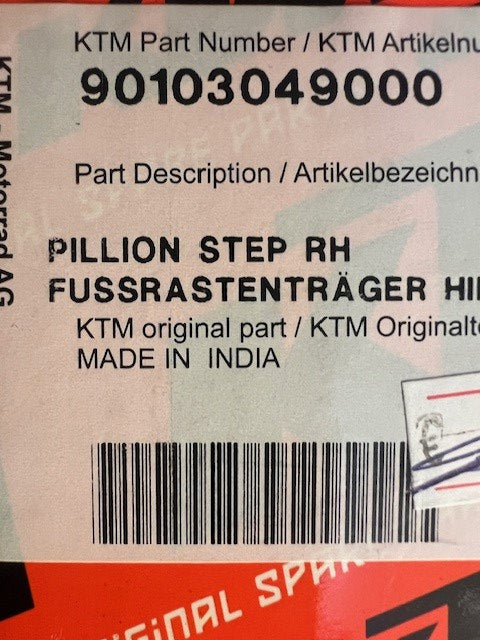 KTM Part Number / KTM Artikelnu
90103049000
Part Description / Artikelbezeichn
PILLION STEP RH
FUSSRASTENTRÄGER HI
KTM original part / KTM Originalte
MADE IN INDIA
KTM - Motorrad AG